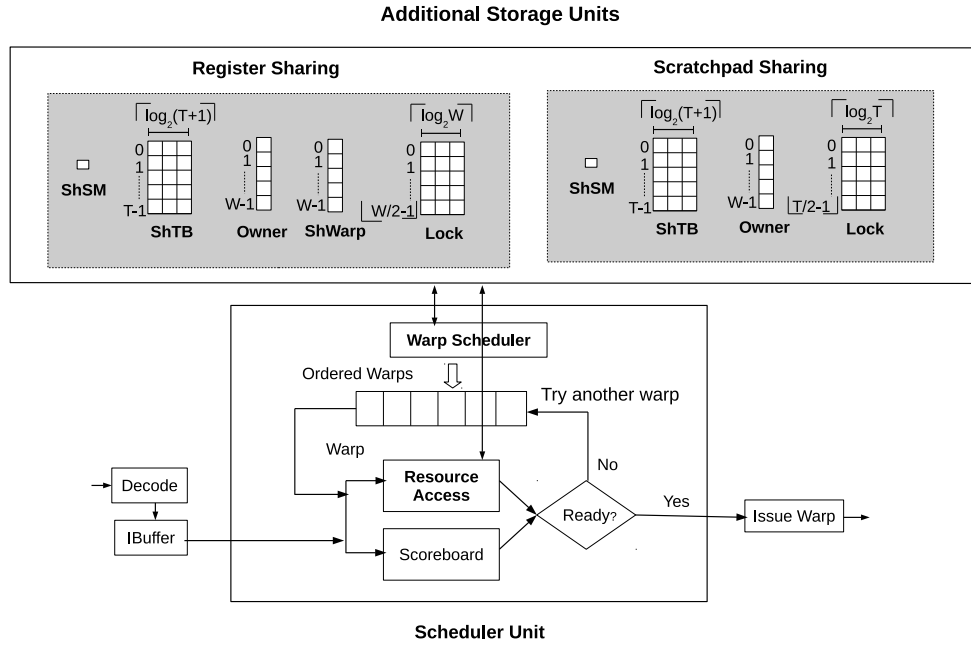 Additional Storage Units
Register Sharing
⌈log2(T+1)⌉
⌈log2W⌉
0
1
T-1
0
1
W-1
0
1
W-1
0
1
⌊W/2-1⌋
ShSM
ShTB
Owner
ShWarp
Lock
Scratchpad Sharing
⌈log2(T+1)⌉
⌈log2T⌉
0
1
T-1
0
1
W-1
0
1
⌊T/2-1⌋
ShSM
ShTB
Owner
Lock
Warp Scheduler
Ordered Warps
Try another warp
Warp
Resource
Access
No
Decode
IBuffer
Scoreboard
Ready?
Yes
Issue Warp
Scheduler Unit